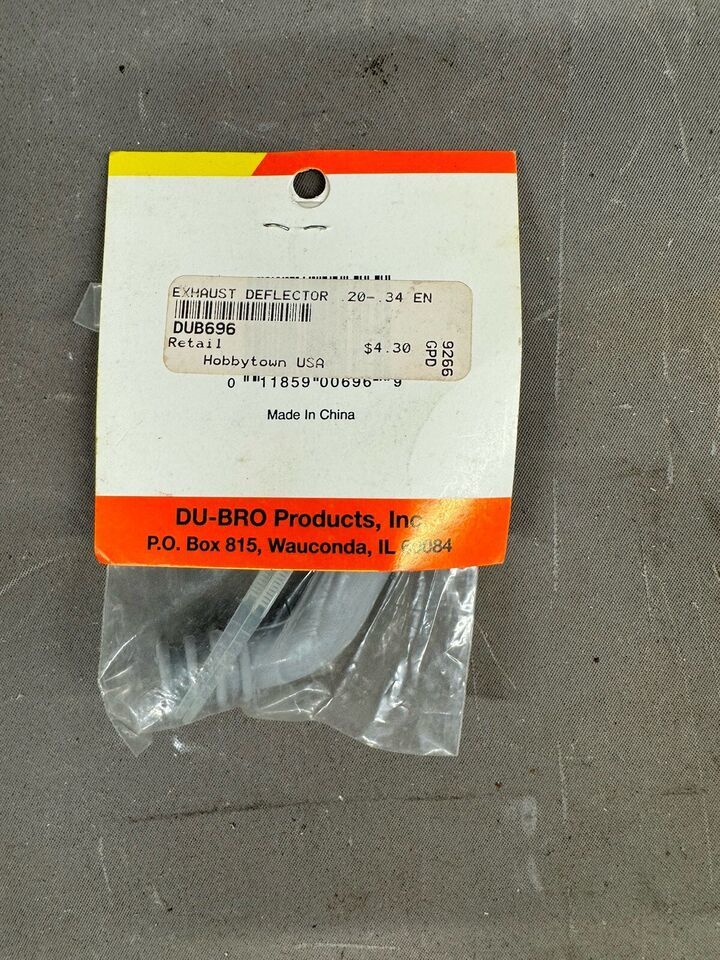 EXHAUST DEFLECTOR .20-.34 EN
DUB696
Retail $4.30
Hobbytown USA
9266
GPD
0 11859 00696 9
Made In China
DU-BRO Products, Inc
P.O. Box 815, Wauconda, IL 60084